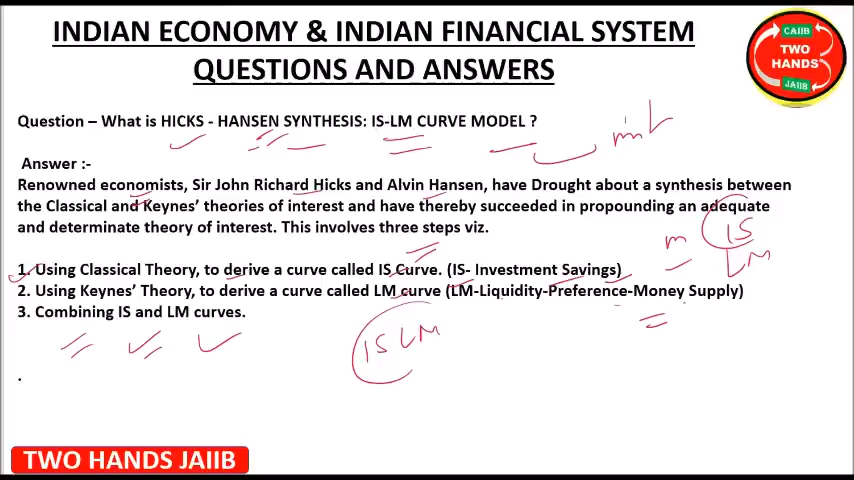 INDIAN ECONOMY & INDIAN FINANCIAL SYSTEM
QUESTIONS AND ANSWERS
CAIIB
TWO
HANDS
JAIIB
Question – What is HICKS - HANSEN SYNTHESIS: IS-LM CURVE MODEL ?
Answer :-
Renowned economists, Sir John Richard Hicks and Alvin Hansen, have Drought about a synthesis between
the Classical and Keynes’ theories of interest and have thereby succeeded in propounding an adequate
and determinate theory of interest. This involves three steps viz.
IS
LM
1. Using Classical Theory, to derive a curve called IS Curve. (IS- Investment Savings)
2. Using Keynes’ Theory, to derive a curve called LM curve (LM-Liquidity-Preference-Money Supply)
3. Combining IS and LM curves.
IS LM
.
TWO HANDS JAIIB